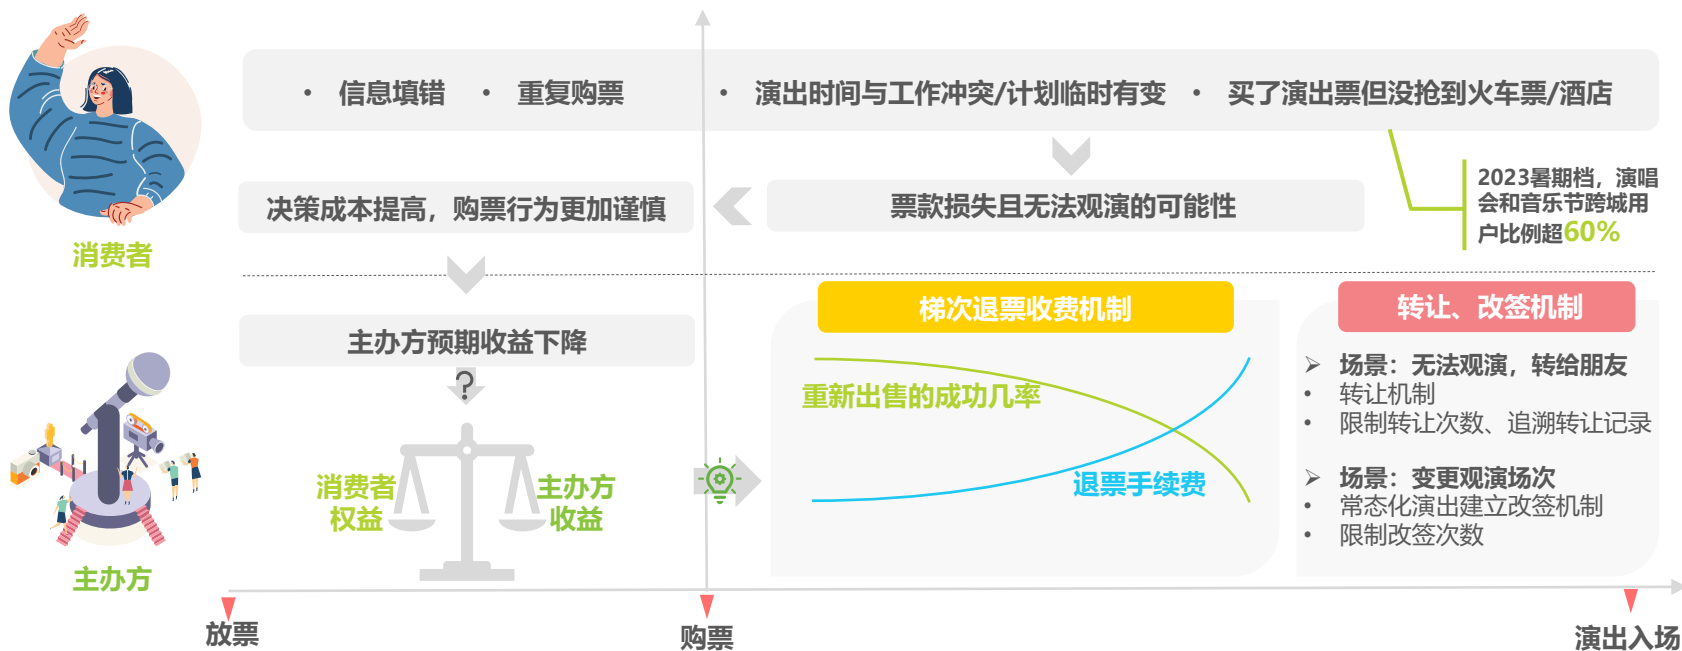 • 信息填错 • 重复购票 • 演出时间与工作冲突/计划临时有变 • 买了演出票但没抢到火车票/酒店
2023暑期档，演唱
会和音乐节跨城用
户比例超60%
决策成本提高，购票行为更加谨慎
票款损失且无法观演的可能性
消费者
主办方预期收益下降
?
消费者
权益
主办方
收益
主办方
梯次退票收费机制
重新出售的成功几率
退票手续费
转让、改签机制
➢ 场景：无法观演，转给朋友
• 转让机制
• 限制转让次数、追溯转让记录
➢ 场景：变更观演场次
• 常态化演出建立改签机制
• 限制改签次数
放票
购票
演出入场